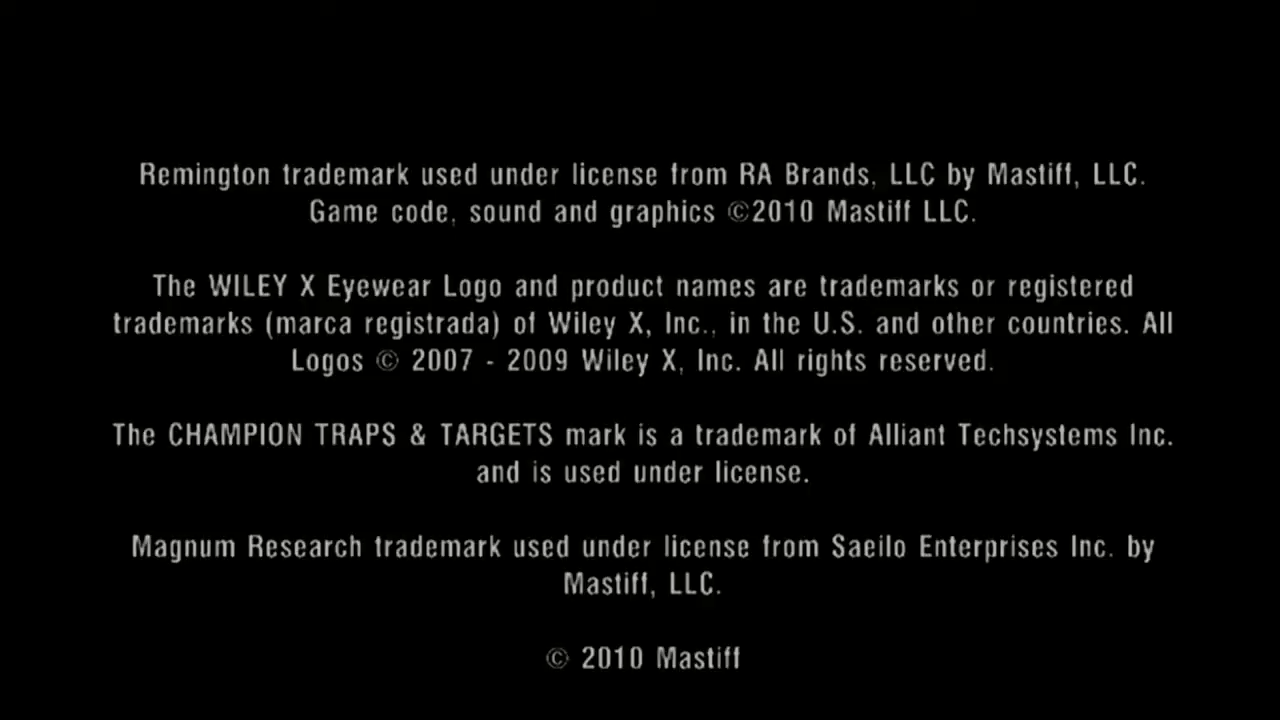 Remington trademark used under license from RA Brands, LLC by Mastiff, LLC.
Game code, sound and graphics ©2010 Mastiff LLC.
The WILEY X Eyewear Logo and product names are trademarks or registered
trademarks (marca registrada) of Wiley X, Inc., in the U.S. and other countries. All
Logos © 2007 - 2009 Wiley X, Inc. All rights reserved.
The CHAMPION TRAPS & TARGETS mark is a trademark of Alliant Techsystems Inc.
and is used under license.
Magnum Research trademark used under license from Saeilo Enterprises Inc. by
Mastiff, LLC.
© 2010 Mastiff